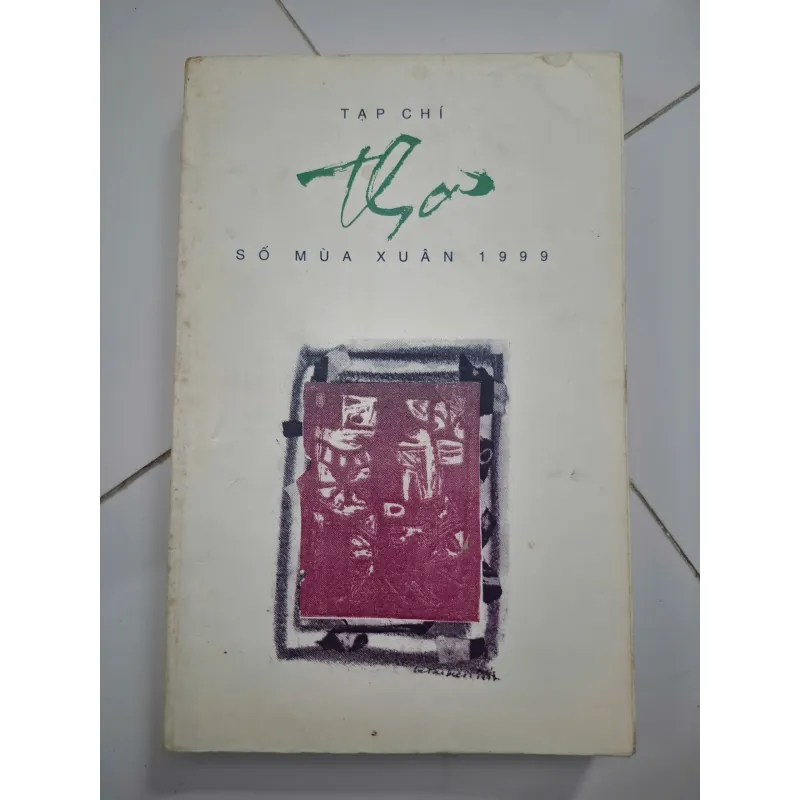 TẠP CHÍ
thơ
SỐ MÙA XUÂN 1999